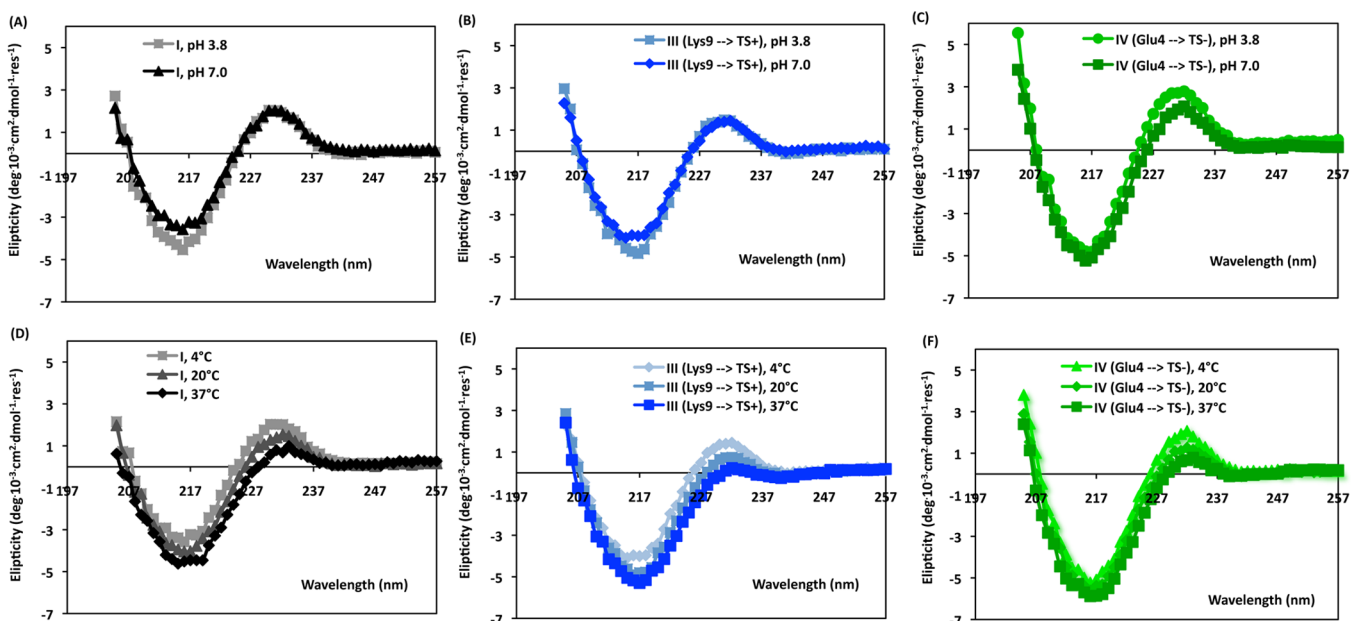 (A)
I, pH 3.8
I, pH 7.0
Elipticity (deg·10⁻³·cm²·dmol⁻¹·res⁻¹)
5
3
1
-1
-3
-5
-7
197 207 217 227 237 247 257
Wavelength (nm)
(B)
III (Lys9 --> TS+), pH 3.8
III (Lys9 --> TS+), pH 7.0
Elipticity (deg·10⁻³·cm²·dmol⁻¹·res⁻¹)
5
3
1
-1
-3
-5
-7
197 207 217 227 237 247 257
Wavelength (nm)
(C)
IV (Glu4 --> TS-), pH 3.8
IV (Glu4 --> TS-), pH 7.0
Elipticity (deg·10⁻³·cm²·dmol⁻¹·res⁻¹)
5
3
1
-1
-3
-5
-7
197 207 217 227 237 247 257
Wavelength (nm)
(D)
I, 4°C
I, 20°C
I, 37°C
Elipticity (deg·10⁻³·cm²·dmol⁻¹·res⁻¹)
5
3
1
-1
-3
-5
-7
197 207 217 227 237 247 257
Wavelength (nm)
(E)
III (Lys9 --> TS+), 4°C
III (Lys9 --> TS+), 20°C
III (Lys9 --> TS+), 37°C
Elipticity (deg·10⁻³·cm²·dmol⁻¹·res⁻¹)
5
3
1
-1
-3
-5
-7
197 207 217 227 237 247 257
Wavelength (nm)
(F)
IV (Glu4 --> TS-), 4°C
IV (Glu4 --> TS-), 20°C
IV (Glu4 --> TS-), 37°C
Elipticity (deg·10⁻³·cm²·dmol⁻¹·res⁻¹)
5
3
1
-1
-3
-5
-7
197 207 217 227 237 247 257
Wavelength (nm)